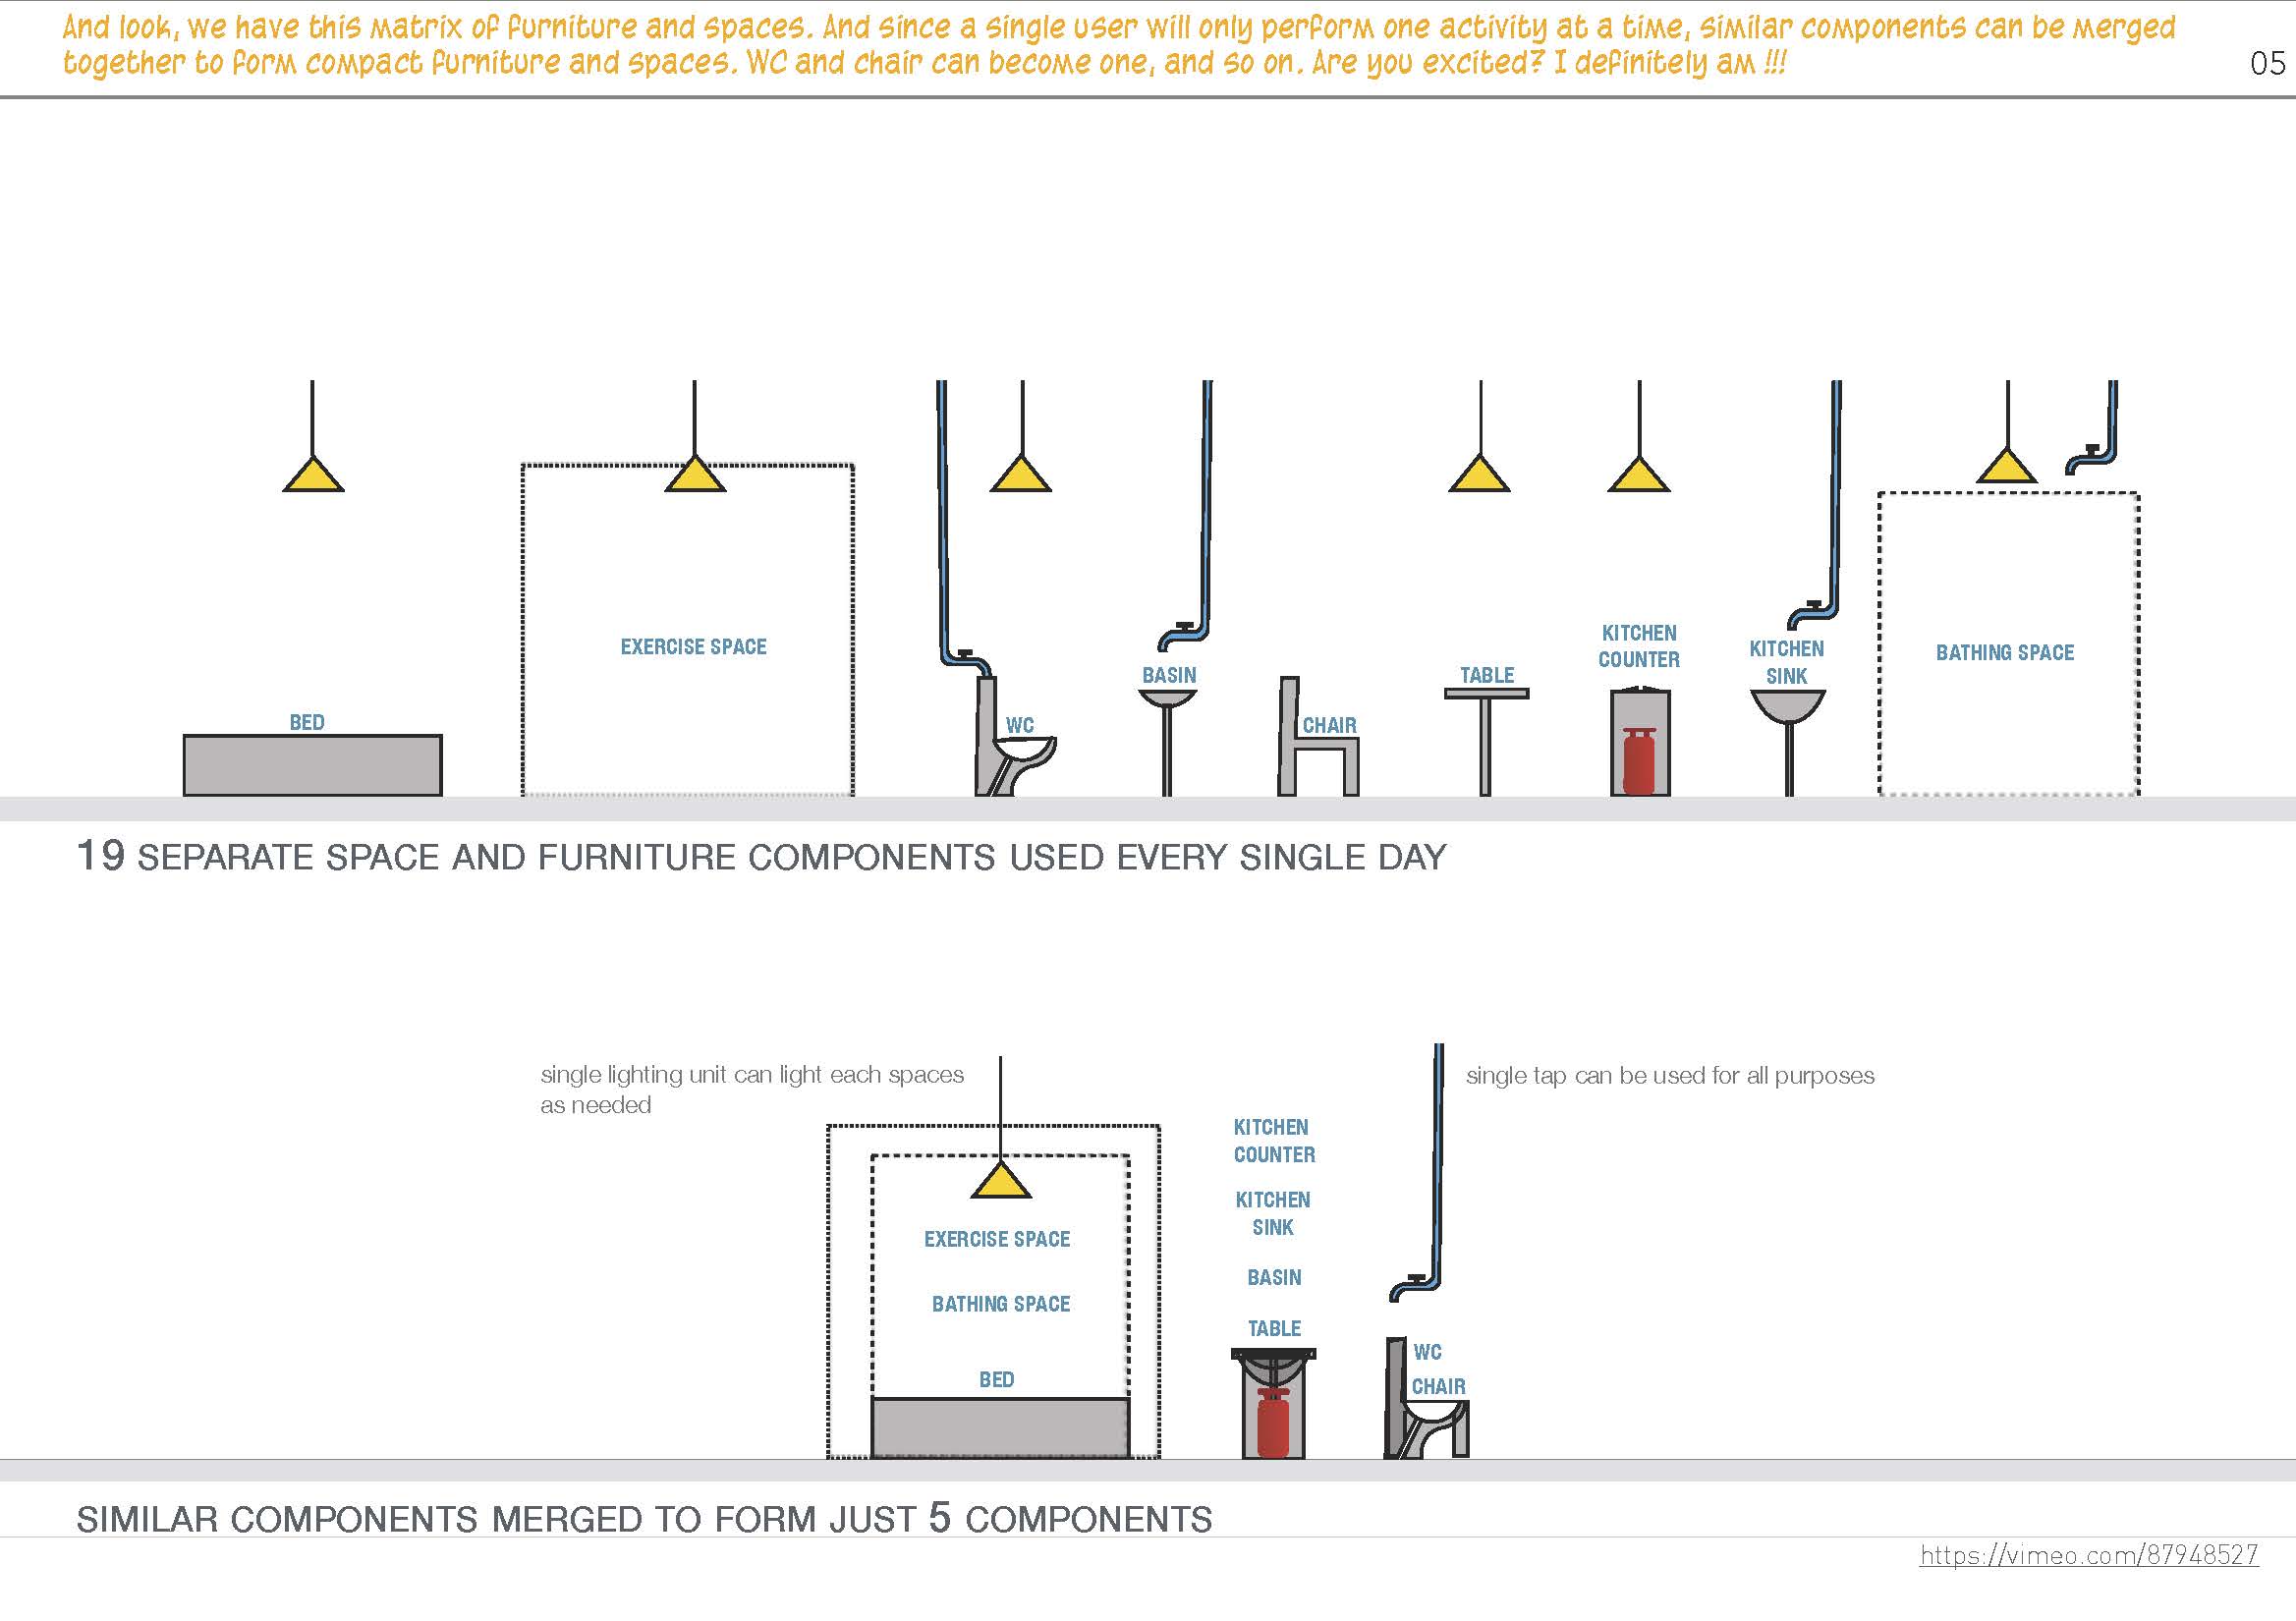 And look, we have this matrix of furniture and spaces. And since a single user will only perform one activity at a time, similar components can be merged
together to form compact furniture and spaces. WC and chair can become one, and so on. Are you excited? I definitely am !!!
05
EXERCISE SPACE
BED
WC
BASIN
CHAIR
TABLE
KITCHEN
COUNTER
KITCHEN
SINK
BATHING SPACE
19 SEPARATE SPACE AND FURNITURE COMPONENTS USED EVERY SINGLE DAY
single lighting unit can light each spaces
as needed
single tap can be used for all purposes
EXERCISE SPACE
BATHING SPACE
BED
KITCHEN
COUNTER
KITCHEN
SINK
BASIN
TABLE
WC
CHAIR
SIMILAR COMPONENTS MERGED TO FORM JUST 5 COMPONENTS
https://vimeo.com/87948527